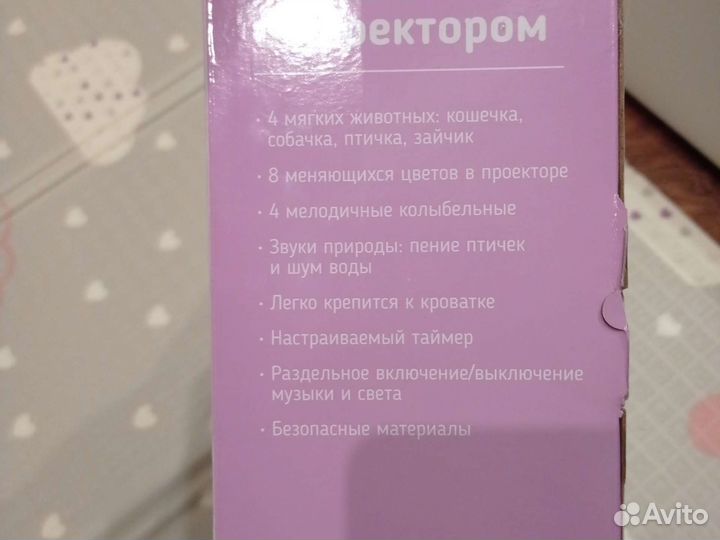 · 4 мягких животных: кошечка,
собачка, птичка, зайчик
· 8 меняющихся цветов в проекторе
· 4 мелодичные колыбельные
· Звуки природы: пение птичек
и шум воды
· Легко крепится к кроватке
· Настраиваемый таймер
· Раздельное включение/выключение
музыки и света
· Безопасные материалы
Avito